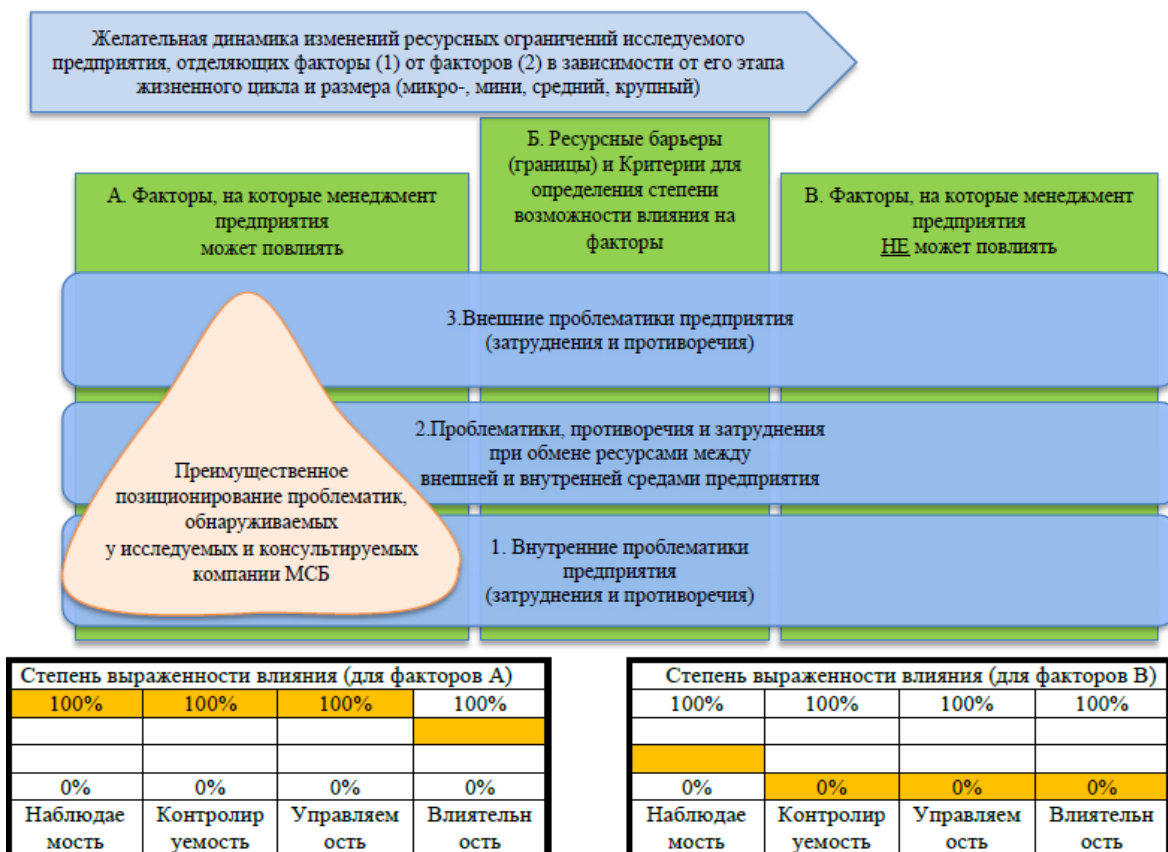 Желательная динамика изменений ресурсных ограничений исследуемого
предприятия, отделяющих факторы (1) от факторов (2) в зависимости от его этапа
жизненного цикла и размера (микро-, мини, средний, крупный)
А. Факторы, на которые менеджмент
предприятия
может повлиять
Б. Ресурсные барьеры
(границы) и Критерии для
определения степени
возможности влияния на
факторы
В. Факторы, на которые менеджмент
предприятия
НЕ может повлиять
3.Внешние проблематики предприятия
(затруднения и противоречия)
2.Проблематики, противоречия и затруднения
при обмене ресурсами между
внешней и внутренней средами предприятия
Преимущественное
позиционирование проблематик,
обнаруживаемых
у исследуемых и консультируемых
компании МСБ
1. Внутренние проблематики
предприятия
(затруднения и противоречия)
Степень выраженности влияния (для факторов А)
100% 100% 100% 100%
0% 0% 0% 0%
Наблюдае Контролир Управляем Влиятельн
мость уемость ость ость
Степень выраженности влияния (для факторов В)
100% 100% 100% 100%
0% 0% 0% 0%
Наблюдае Контролир Управляем Влиятельн
мость уемость ость ость